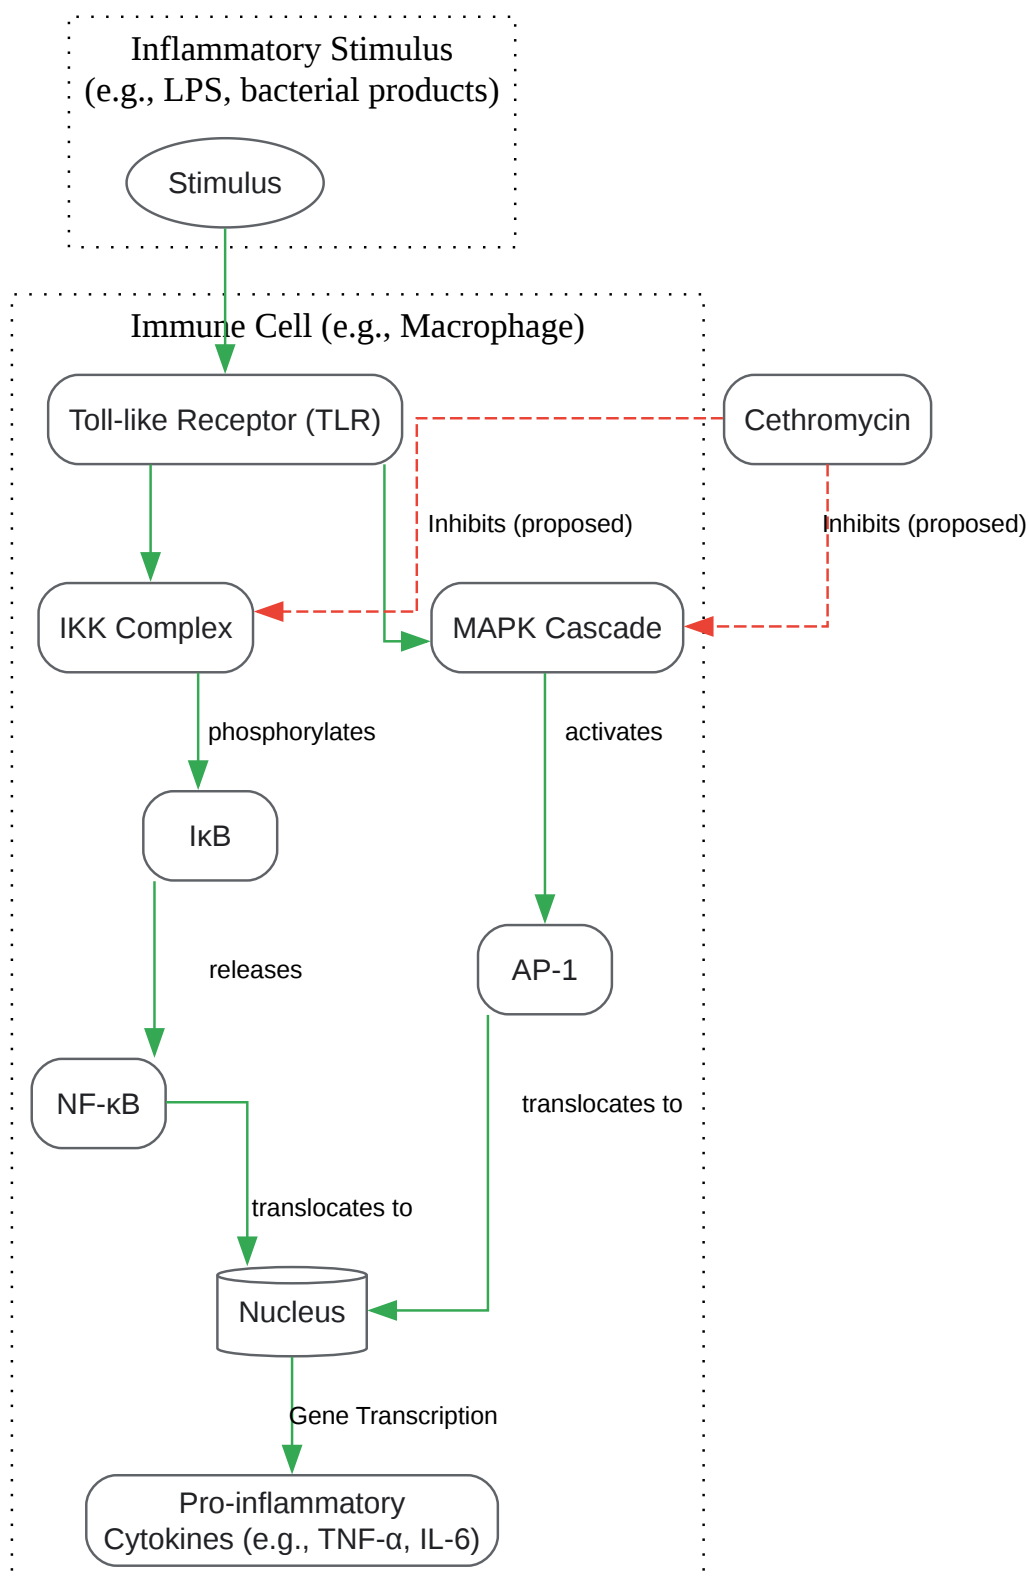 Inflammatory Stimulus
(e.g., LPS, bacterial products)
Stimulus
Immune Cell (e.g., Macrophage)
Toll-like Receptor (TLR)
Cethromycin
Inhibits (proposed)
Inhibits (proposed)
IKK Complex
MAPK Cascade
phosphorylates
activates
IκB
releases
AP-1
NF-κB
translocates to
translocates to
Nucleus
Gene Transcription
Pro-inflammatory
Cytokines (e.g., TNF-α, IL-6)